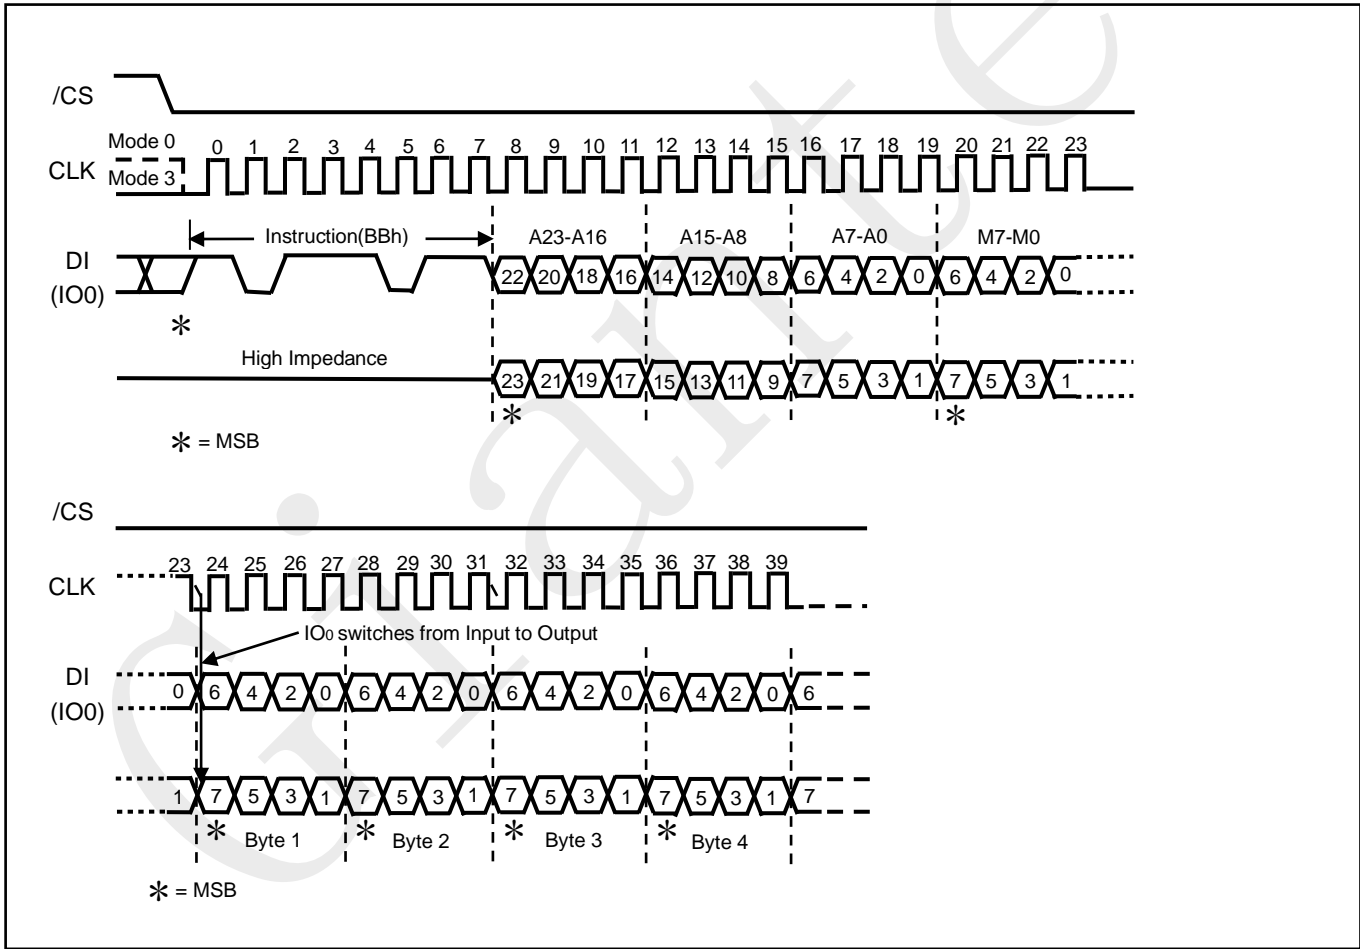 /CS
Mode 0
0 1 2 3 4 5 6 7 8 9 10 11 12 13 14 15 16 17 18 19 20 21 22 23
CLK
Mode 3
Instruction(BBh) A23-A16 A15-A8 A7-A0 M7-M0
DI
(IO0)
22 20 18 16 14 12 10 8 6 4 2 0 6 4 2 0
*
High Impedance
23 21 19 17 15 13 11 9 7 5 3 1 7 5 3 1
* *
* = MSB
/CS
23 24 25 26 27 28 29 30 31 32 33 34 35 36 37 38 39
CLK
IO0 switches from Input to Output
DI
(IO0)
0 6 4 2 0 6 4 2 0 6 4 2 0 6 4 2 0 6
1 7 5 3 1 7 5 3 1 7 5 3 1 7 5 3 1 7
* Byte 1 * Byte 2 * Byte 3 * Byte 4
* = MSB
Giante